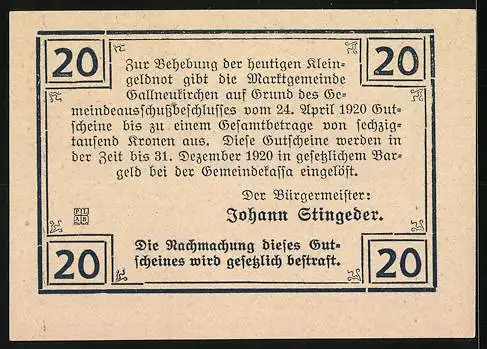 20
20
Zur Behebung der heutigen Klein⸗
geldnot gibt die Marktgemeinde
Gallneukirchen auf Grund des Ge⸗
meindeausschußbeschlusses vom 24. April 1920 Gut⸗
scheine bis zu einem Gesamtbetrage von sechzig⸗
tausend Kronen aus. Diese Gutscheine werden in
der Zeit bis 31. Dezember 1920 in gesetzlichem Bar⸗
geld bei der Gemeindekassa eingelöst.
Der Bürgermeister:
Johann Stingeder.
Die Nachmachung dieses Gut⸗
scheines wird gesetzlich bestraft.
20
20